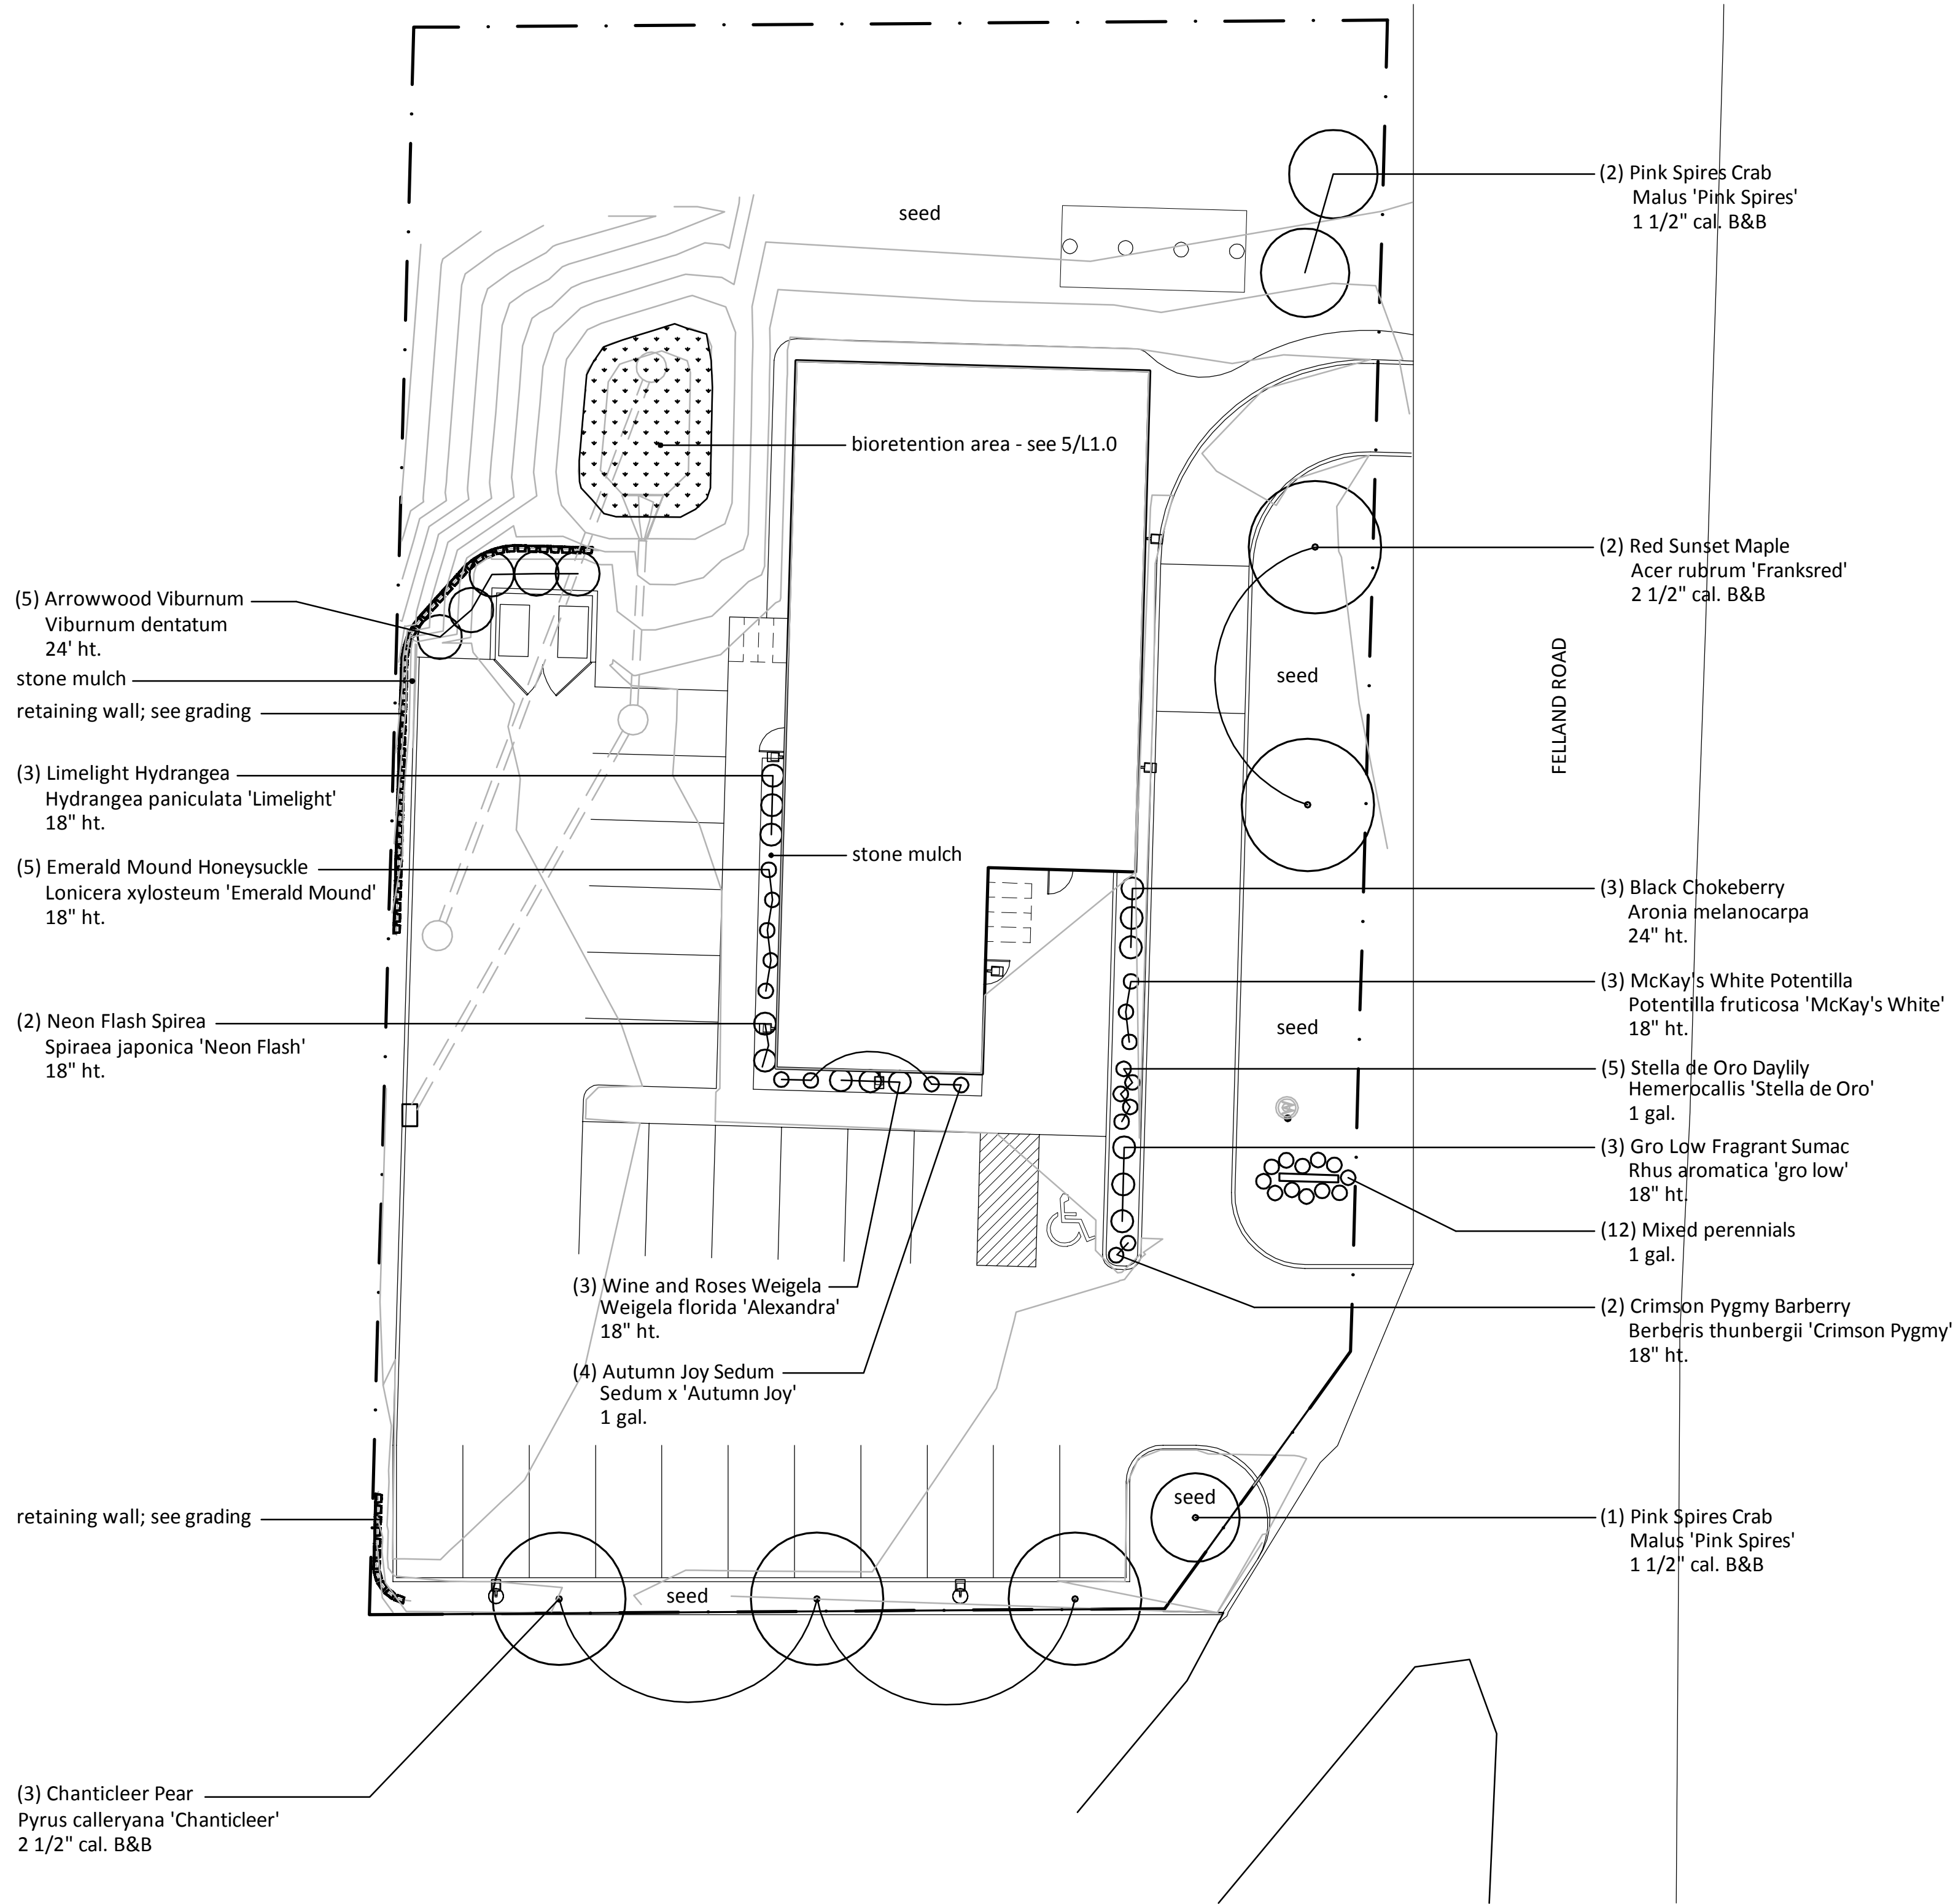 seed
(2) Pink Spires Crab
Malus 'Pink Spires'
1 1/2" cal. B&B
bioretention area - see 5/L1.0
(2) Red Sunset Maple
Acer rubrum 'Franksred'
2 1/2" cal. B&B
(5) Arrowwood Viburnum
Viburnum dentatum
24' ht.
stone mulch
retaining wall; see grading
seed
FELLAND ROAD
(3) Limelight Hydrangea
Hydrangea paniculata 'Limelight'
18" ht.
stone mulch
(5) Emerald Mound Honeysuckle
Lonicera xylosteum 'Emerald Mound'
18" ht.
(3) Black Chokeberry
Aronia melanocarpa
24" ht.
(3) McKay's White Potentilla
Potentilla fruticosa 'McKay's White'
18" ht.
(2) Neon Flash Spirea
Spiraea japonica 'Neon Flash'
18" ht.
seed
(5) Stella de Oro Daylily
Hemerocallis 'Stella de Oro'
1 gal.
(3) Gro Low Fragrant Sumac
Rhus aromatica 'gro low'
18" ht.
(12) Mixed perennials
1 gal.
(3) Wine and Roses Weigela
Weigela florida 'Alexandra'
18" ht.
(2) Crimson Pygmy Barberry
Berberis thunbergii 'Crimson Pygmy'
18" ht.
(4) Autumn Joy Sedum
Sedum x 'Autumn Joy'
1 gal.
seed
retaining wall; see grading
(1) Pink Spires Crab
Malus 'Pink Spires'
1 1/2" cal. B&B
seed
(3) Chanticleer Pear
Pyrus calleryana 'Chanticleer'
2 1/2" cal. B&B